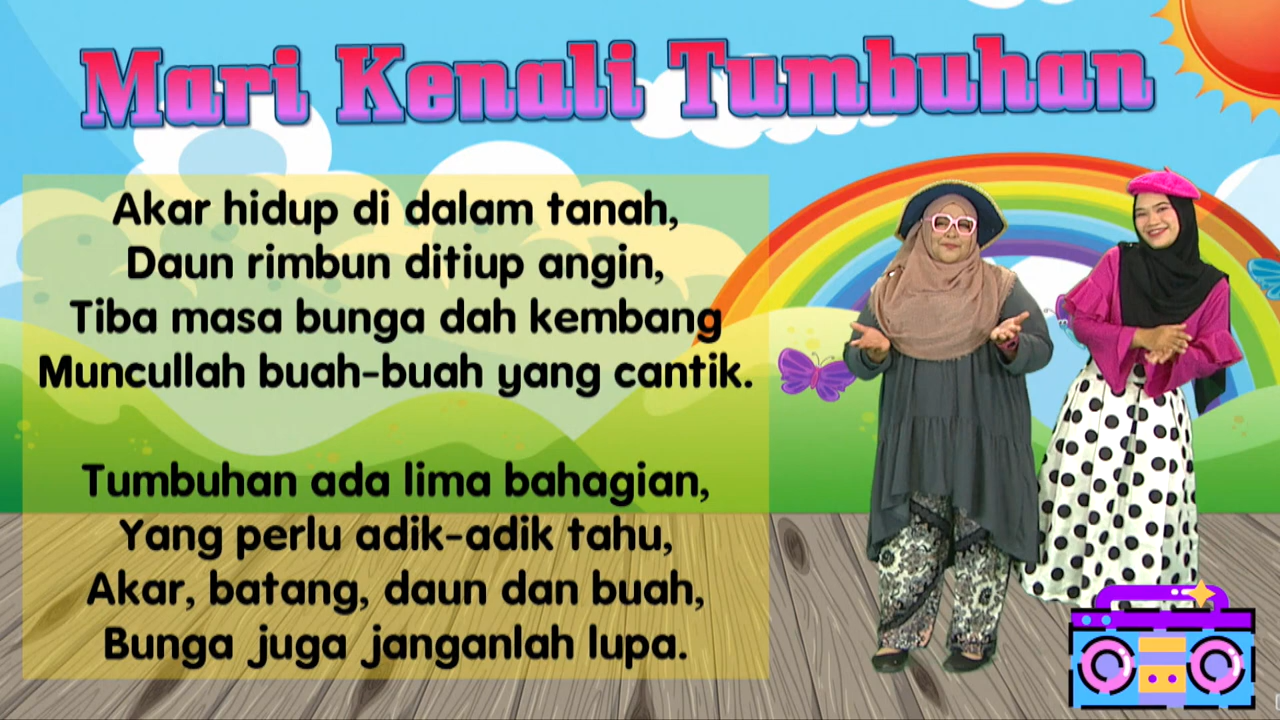 Mari Kenali Tumbuhan
Akar hidup di dalam tanah,
Daun rimbun ditiup angin,
Tiba masa bunga dah kembang
Muncullah buah-buah yang cantik.
Tumbuhan ada lima bahagian,
Yang perlu adik-adik tahu,
Akar, batang, daun dan buah,
Bunga juga janganlah lupa.